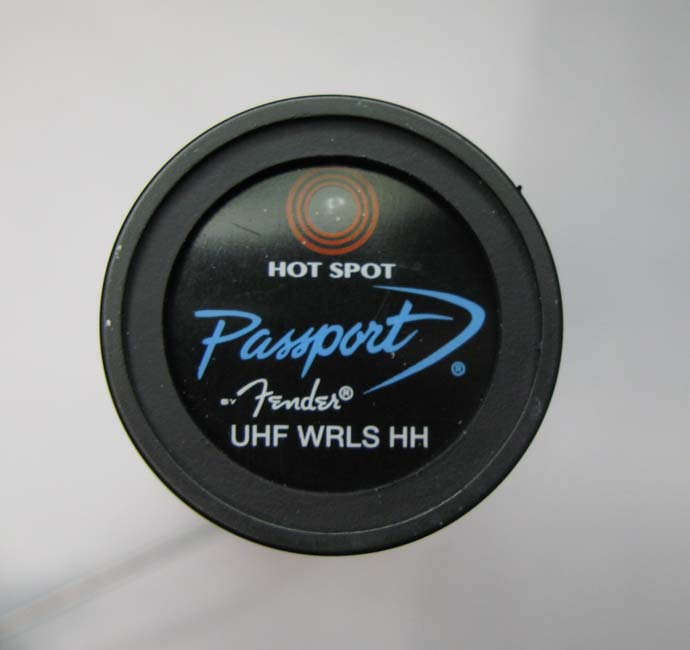 HOT SPOT
Passport ®
BY Fender®
UHF WRLS HH